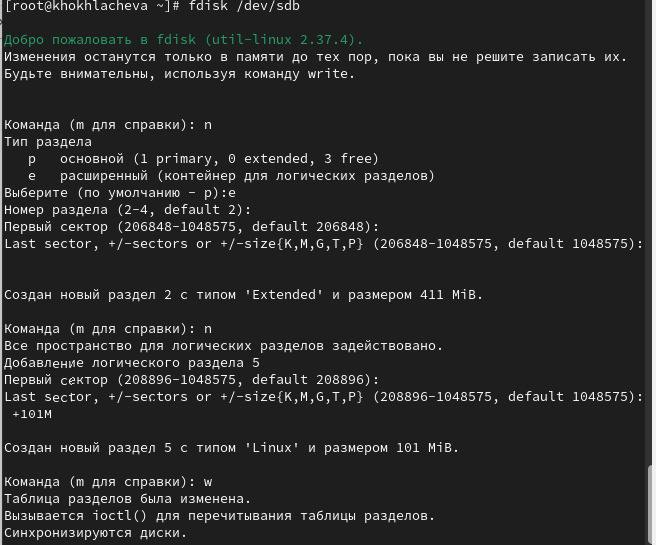 [root@khokhlacheva ~]# fdisk /dev/sdb
Добро пожаловать в fdisk (util-linux 2.37.4).
Изменения останутся только в памяти до тех пор, пока вы не решите записать их.
Будьте внимательны, используя команду write.
Команда (m для справки): n
Тип раздела
   p   основной (1 primary, 0 extended, 3 free)
   e   расширенный (контейнер для логических разделов)
Выберите (по умолчанию - p):e
Номер раздела (2-4, default 2):
Первый сектор (206848-1048575, default 206848):
Last sector, +/-sectors or +/-size{K,M,G,T,P} (206848-1048575, default 1048575):
Создан новый раздел 2 с типом 'Extended' и размером 411 MiB.
Команда (m для справки): n
Все пространство для логических разделов задействовано.
Добавление логического раздела 5
Первый сектор (208896-1048575, default 208896):
Last sector, +/-sectors or +/-size{K,M,G,T,P} (208896-1048575, default 1048575):
 +101M
Создан новый раздел 5 с типом 'Linux' и размером 101 MiB.
Команда (m для справки): w
Таблица разделов была изменена.
Вызывается ioctl() для перечитывания таблицы разделов.
Синхронизируются диски.